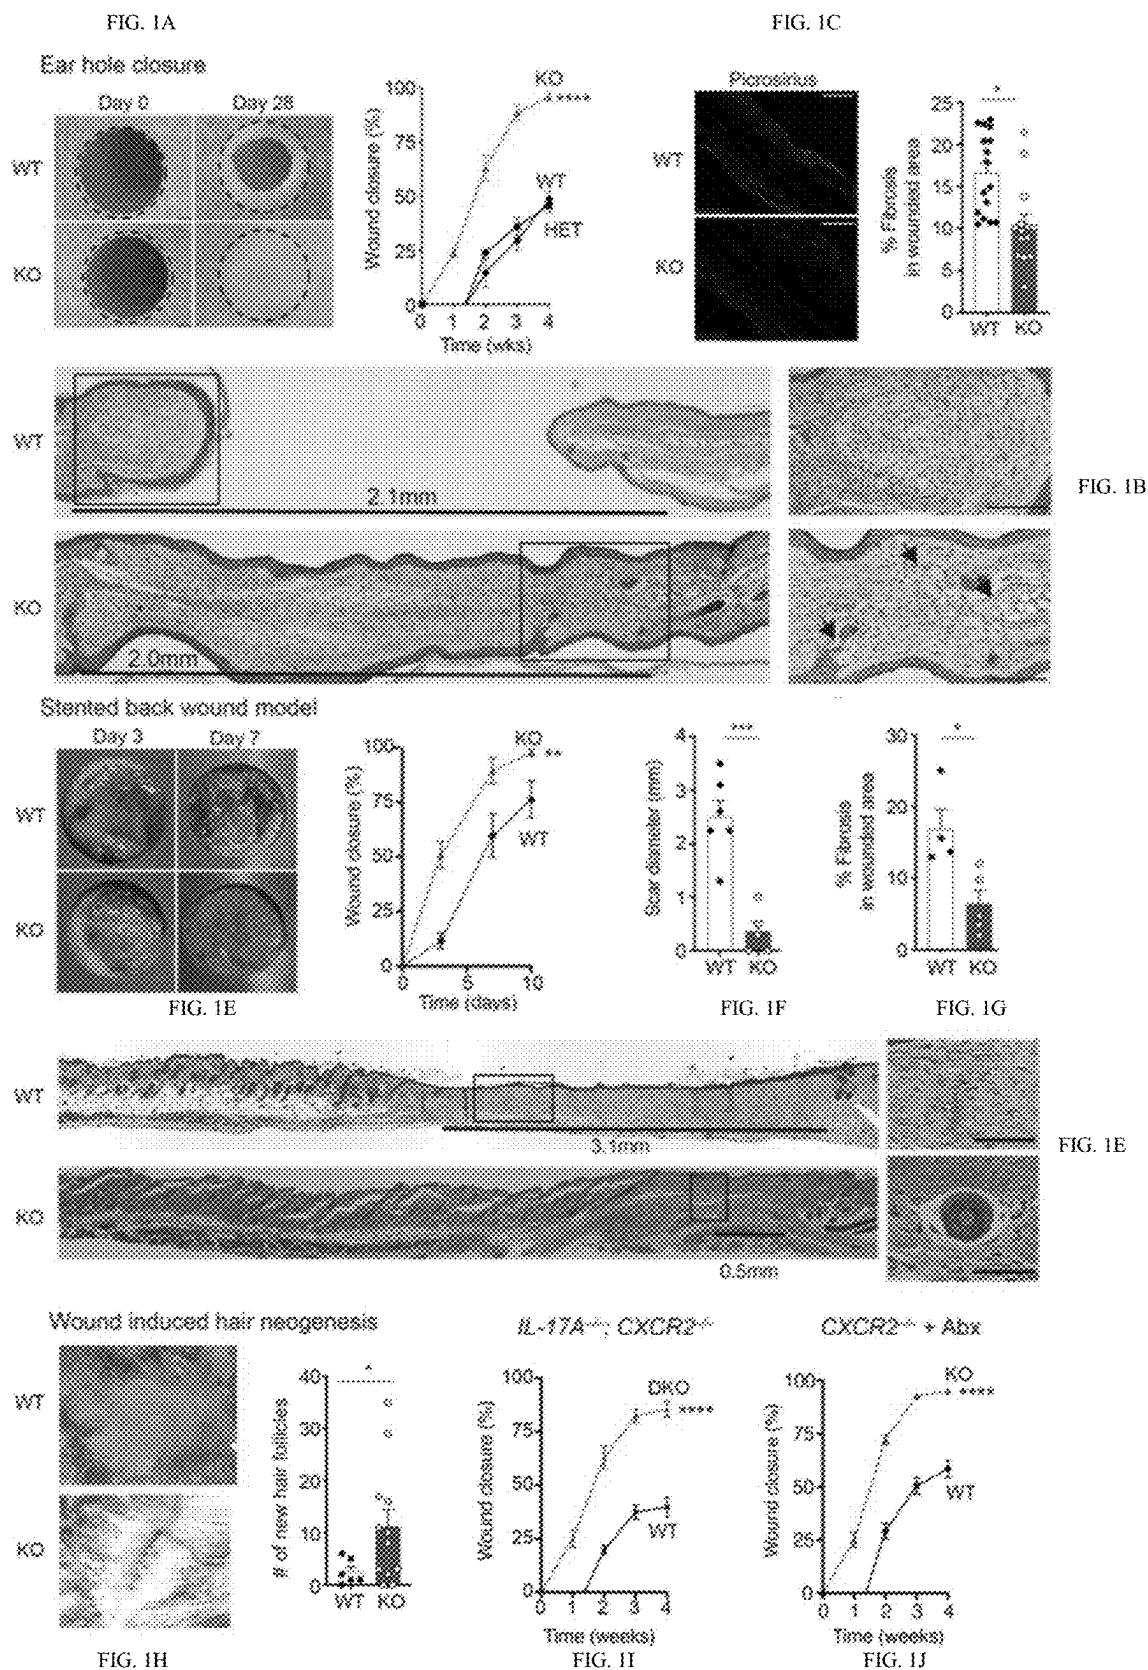 FIG. 1A
FIG. 1C
Ear hole closure
Day 0
Day 28
WT
KO
Wound closure (%)
100
75
50
25
0
KO
****
WT
HET
0 1 2 3 4
Time (wks)
Picrosirius
WT
KO
% Fibrosis
in wounded area
25
20
15
10
5
0
*
WT KO
WT
2.1mm
FIG. 1B
KO
2.0mm
Stented back wound model
Day 3
Day 7
WT
KO
Wound closure (%)
100
75
50
25
0
KO
**
WT
0 5 10
Time (days)
Scar diameter (mm)
4
3
2
1
0
***
WT KO
% Fibrosis
in wounded area
30
20
10
0
*
WT KO
FIG. 1E
FIG. 1F
FIG. 1G
WT
3.1mm
FIG. 1E
KO
0.5mm
Wound induced hair neogenesis
WT
KO
# of new hair follicles
40
30
20
10
0
*
WT KO
IL-17A-/-; CXCR2-/-
Wound closure (%)
100
75
50
25
0
DKO
****
WT
0 1 2 3 4
Time (weeks)
CXCR2-/- + Abx
Wound closure (%)
100
75
50
25
0
KO
****
WT
0 1 2 3 4
Time (weeks)
FIG. 1H
FIG. 1I
FIG. 1J